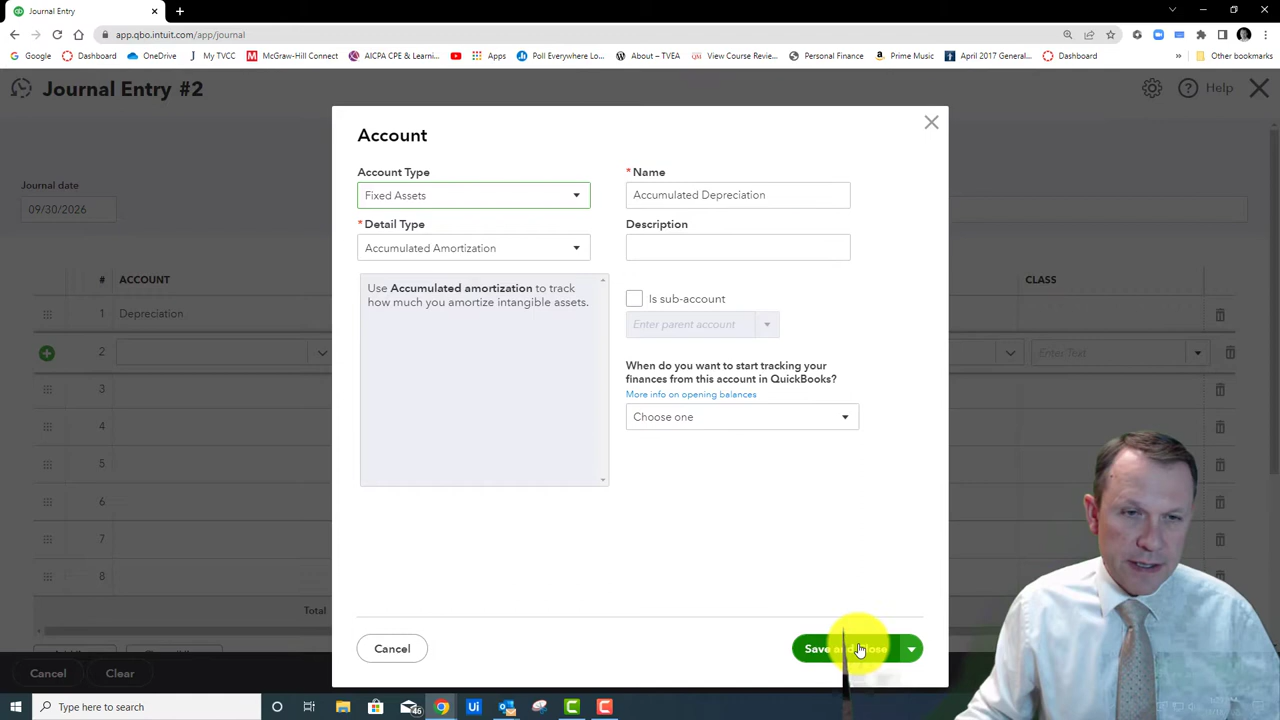 Journal Entry
app.qbo.intuit.com/app/journal
Google
Dashboard
OneDrive
My TVCC
McGraw-Hill Connect
AICPA CPE & Learni...
Apps
Poll Everywhere Lo...
About – TVEA
View Course Review...
Personal Finance
Prime Music
April 2017 General...
Dashboard
Other bookmarks
Journal Entry #2
Help
Account
Account Type
* Name
Fixed Assets
Accumulated Depreciation
Journal date
09/30/2026
* Detail Type
Description
Accumulated Amortization
Use Accumulated amortization to track
how much you amortize intangible assets.
Is sub-account
Enter parent account
When do you want to start tracking your
finances from this account in QuickBooks?
More info on opening balances
Choose one
# ACCOUNT
CLASS
1 Depreciation
2
Enter Text
3
4
5
6
7
8
Total
Cancel
Save and close
Cancel
Clear
Type here to search
46